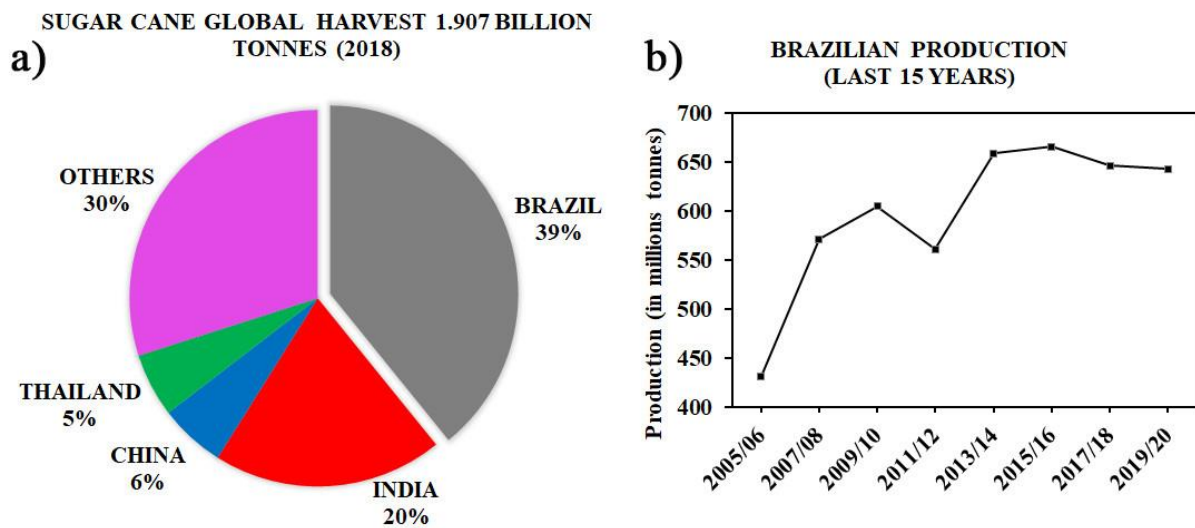 a)
SUGAR CANE GLOBAL HARVEST 1.907 BILLION
TONNES (2018)
OTHERS
30%
BRAZIL
39%
THAILAND
5%
CHINA
6%
INDIA
20%
b)
BRAZILIAN PRODUCTION
(LAST 15 YEARS)
Production (in millions tonnes)
700
650
600
550
500
450
400
2005/06
2007/08
2009/10
2011/12
2013/14
2015/16
2017/18
2019/20